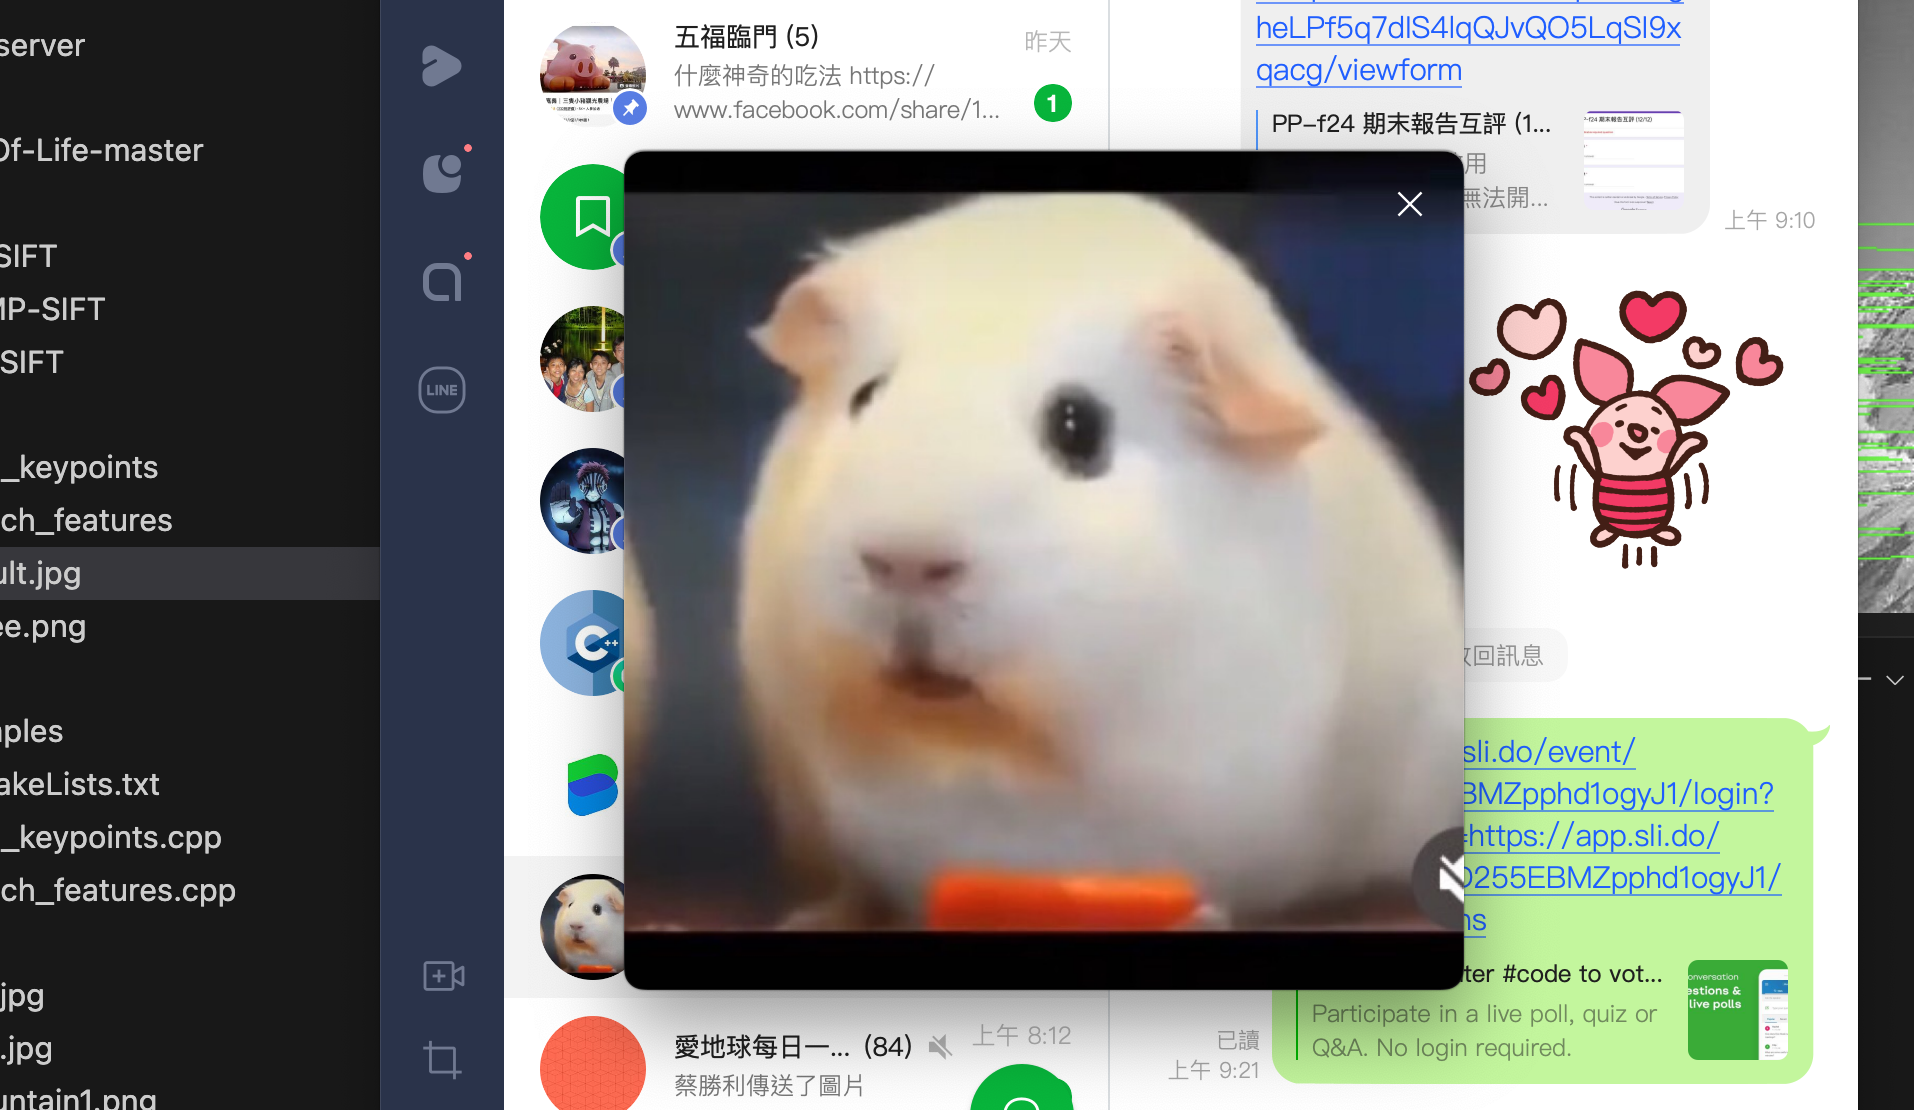 server
Of-Life-master
SIFT
MP-SIFT
SIFT
_keypoints
ch_features
ult.jpg
ee.png
ples
akeLists.txt
_keypoints.cpp
ch_features.cpp
jpg
.jpg
untain1.png
LINE
五福臨門 (5)
昨天
什麼神奇的吃法 https://
www.facebook.com/share/1...
1
C++
愛地球每日一... (84)
上午 8:12
蔡勝利傳送了圖片
heLPf5q7dIS4lqQJvQO5LqSl9x
qacg/viewform
PP-f24 期末報告互評 (1...
用
無法開...
上午 9:10
收回訊息
sli.do/event/
BMZpphd1ogyJ1/login?
=https://app.sli.do/
0255EBMZpphd1ogyJ1/
ns
ter #code to vot...
Participate in a live poll, quiz or
Q&A. No login required.
onversation
estions &
live polls
已讀
上午 9:21